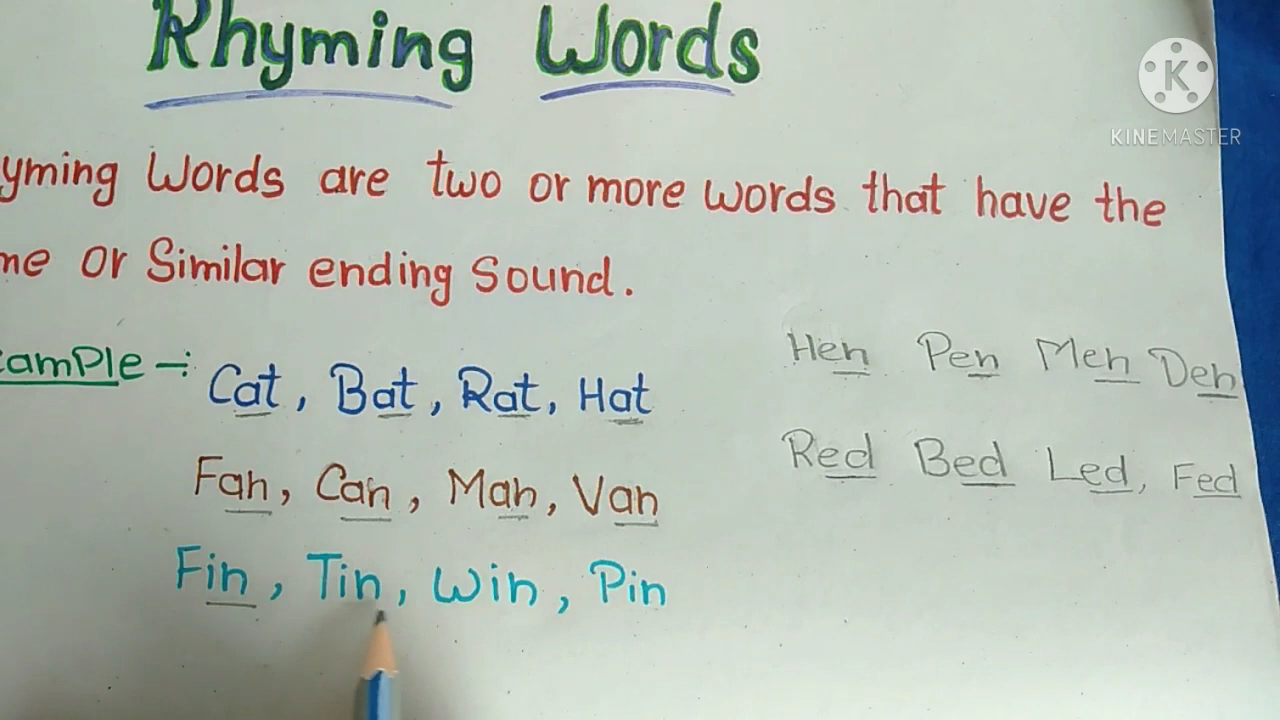 Rhyming Words
yming Words are two or more words that have the
me or Similar ending Sound.
amPle -:
Cat, Bat, Rat, Hat
Fan, Can, Man, Van
Fin, Tin, Win, Pin
Hen Pen Men Den
Red Bed Led, Fed
K
KINEMASTER